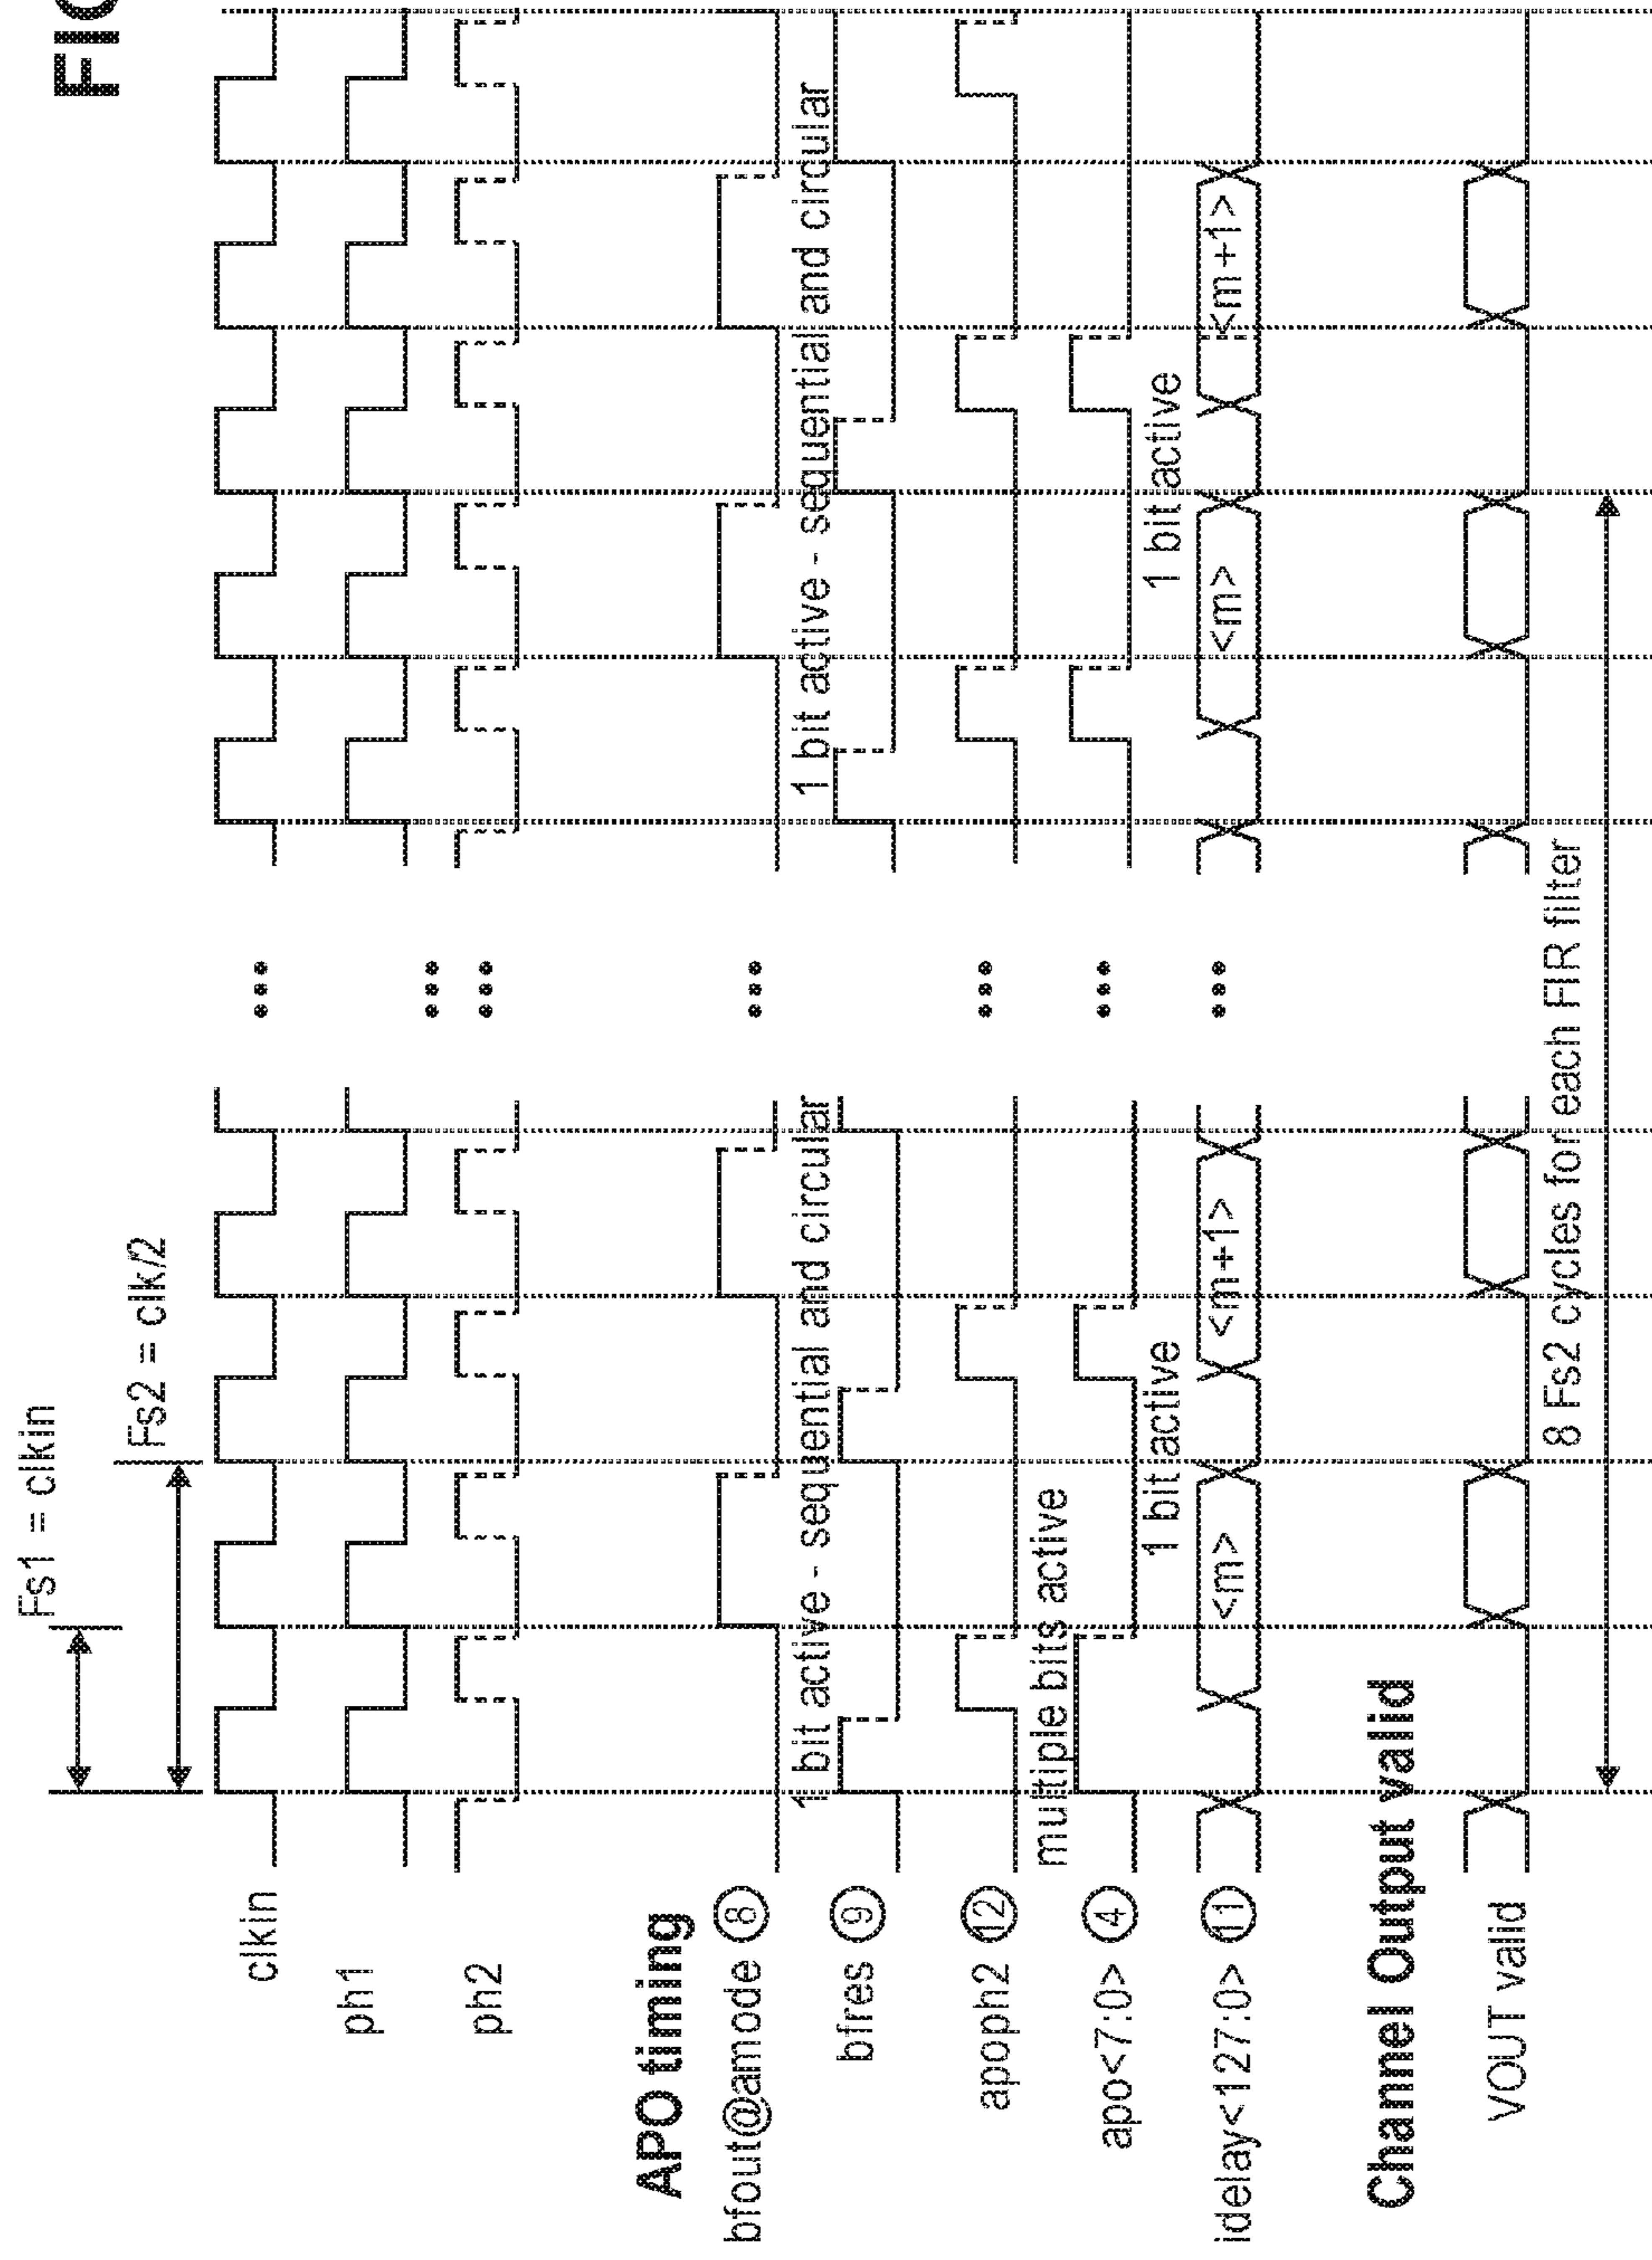 FIG
Fs1 = clkin
Fs2 = clk/2
clkin
...
ph1
...
ph2
...
APO timing
bfout@amode 8
...
1 bit active - sequential and circular
1 bit active - sequential and circular
bfres 9
apoph2 12
...
multiple bits active
apo<7:0> 4
...
1 bit active
1 bit active
idelay<127:0> 11
<m>
<m+1>
...
<m>
<m+1>
Channel Output valid
VOUT valid
8 Fs2 cycles for each FIR filter